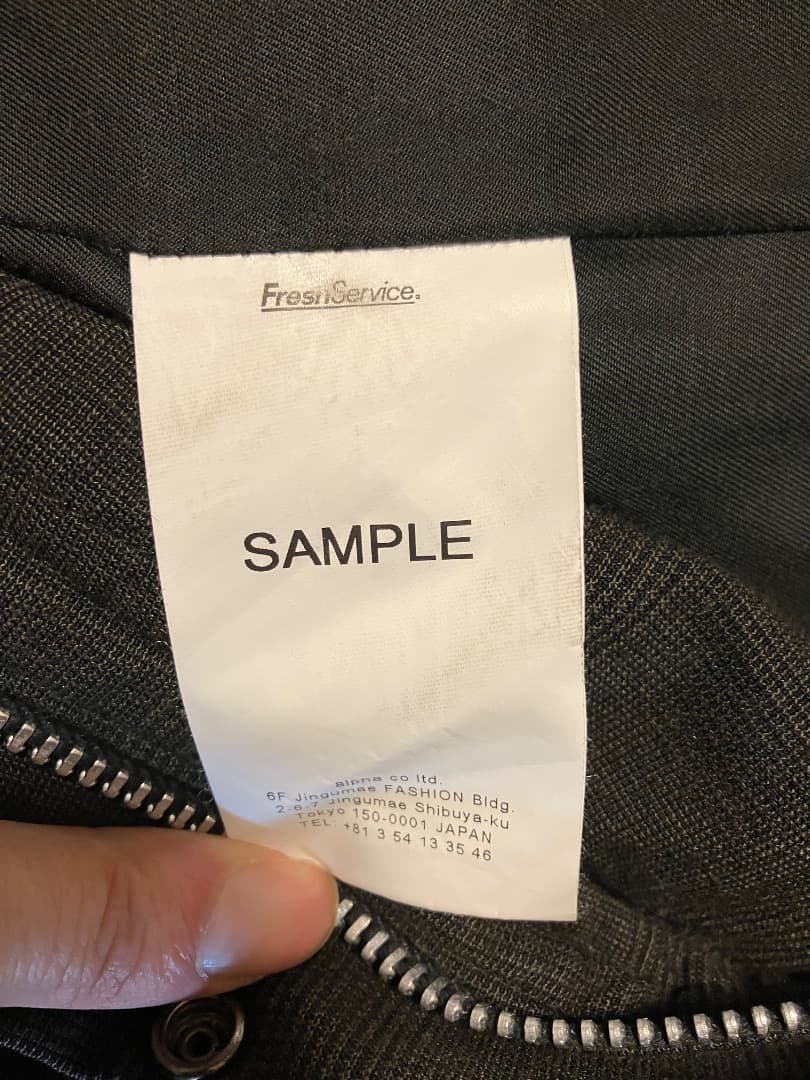 FreshService.
SAMPLE
alpha co ltd.
6F Jingumae FASHION Bldg.
2-6-7 Jingumae Shibuya-ku
Tokyo 150-0001 JAPAN
TEL: +81 3 54 13 35 46